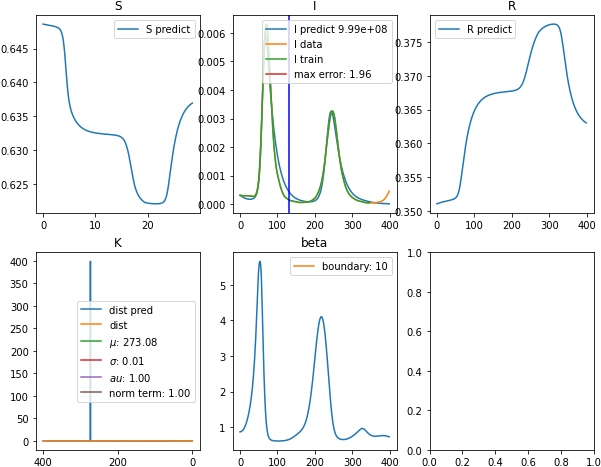 S
I
R
S predict
I predict 9.99e+08
I data
I train
max error: 1.96
R predict
0.645
0.640
0.635
0.630
0.625
0.006
0.005
0.004
0.003
0.002
0.001
0.000
0.375
0.370
0.365
0.360
0.355
0.350
0 10 20
0 100 200 300 400
0 200 400
K
beta
dist pred
dist
μ: 273.08
σ: 0.01
au: 1.00
norm term: 1.00
boundary: 10
400
350
300
250
200
150
100
50
0
5
4
3
2
1
1.0
0.8
0.6
0.4
0.2
0.0
400 200 0
0 100 200 300 400
0.0 0.2 0.4 0.6 0.8 1.0